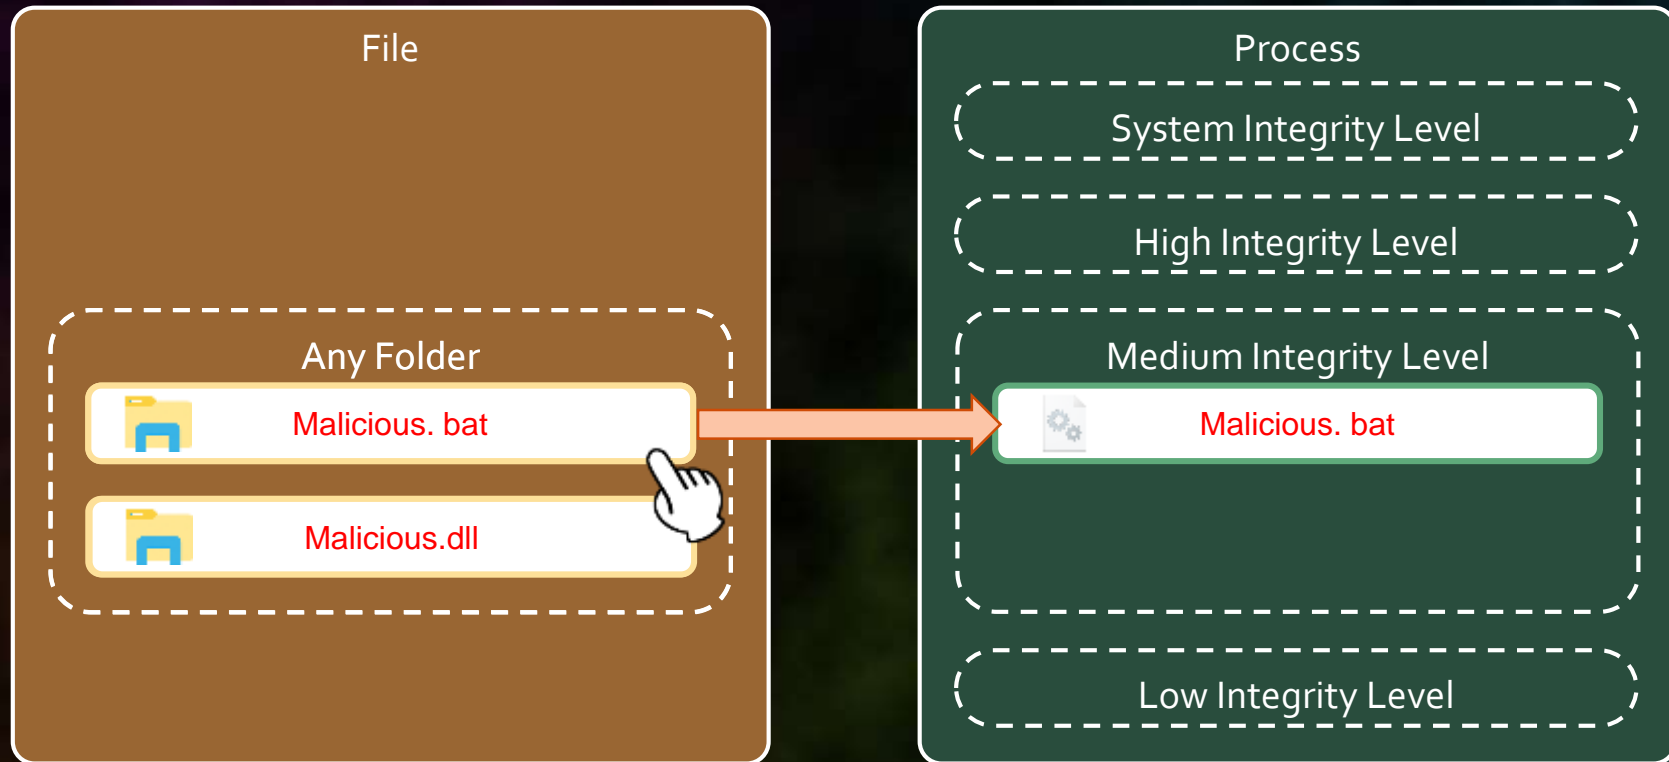 File
Any Folder
Malicious. bat
Malicious.dll
Process
System Integrity Level
High Integrity Level
Medium Integrity Level
Malicious. bat
Low Integrity Level